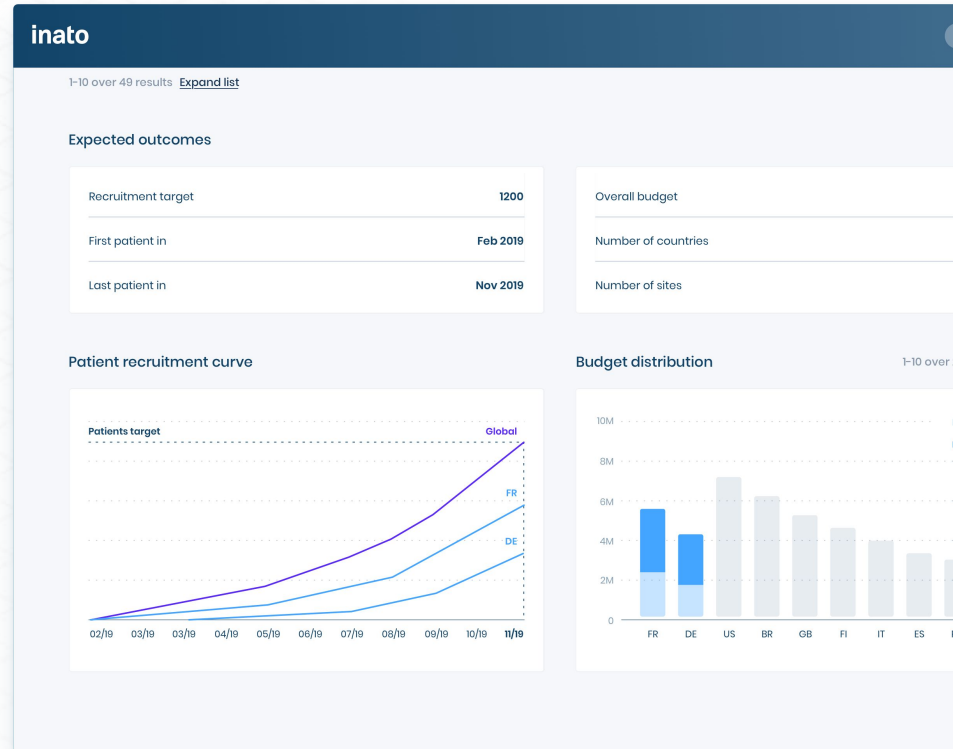 inato
1-10 over 49 results Expand list
Expected outcomes
Recruitment target 1200
First patient in Feb 2019
Last patient in Nov 2019
Overall budget
Number of countries
Number of sites
Patient recruitment curve
Patients target
Global
FR
DE
02/19 03/19 03/19 04/19 05/19 06/19 07/19 08/19 09/19 10/19 11/19
Budget distribution 1-10 over
10M
8M
6M
4M
2M
0
FR DE US BR GB FI IT ES